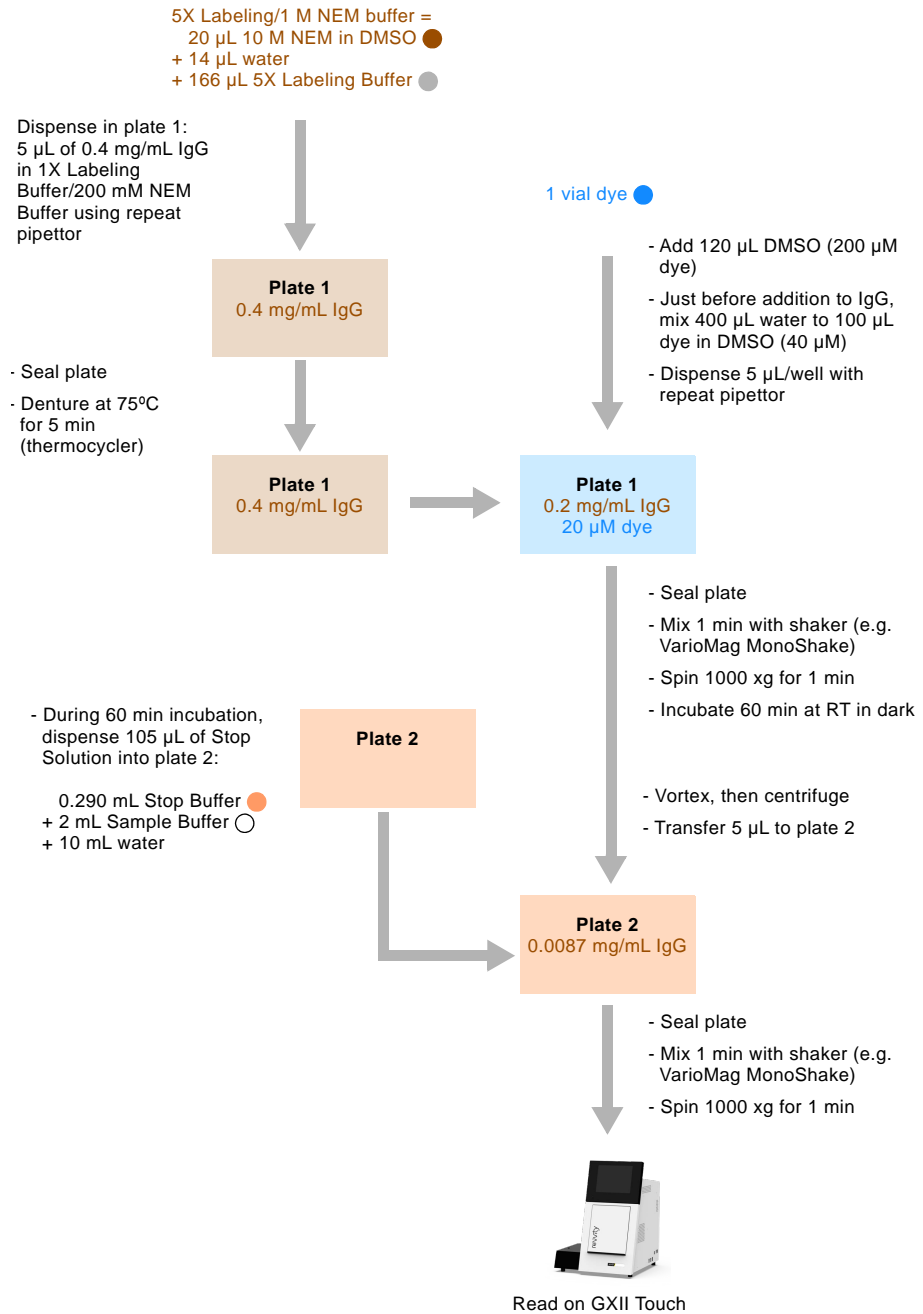 5X Labeling/1 M NEM buffer =
20 µL 10 M NEM in DMSO
+ 14 µL water
+ 166 µL 5X Labeling Buffer
Dispense in plate 1:
5 µL of 0.4 mg/mL IgG
in 1X Labeling
Buffer/200 mM NEM
Buffer using repeat
pipettor
1 vial dye
- Add 120 µL DMSO (200 µM
dye)
- Just before addition to IgG,
mix 400 µL water to 100 µL
dye in DMSO (40 µM)
- Dispense 5 µL/well with
repeat pipettor
Plate 1
0.4 mg/mL IgG
- Seal plate
- Denture at 75ºC
for 5 min
(thermocycler)
Plate 1
0.4 mg/mL IgG
Plate 1
0.2 mg/mL IgG
20 µM dye
- Seal plate
- Mix 1 min with shaker (e.g.
VarioMag MonoShake)
- Spin 1000 xg for 1 min
- Incubate 60 min at RT in dark
- During 60 min incubation,
dispense 105 µL of Stop
Solution into plate 2:
0.290 mL Stop Buffer
+ 2 mL Sample Buffer
+ 10 mL water
Plate 2
- Vortex, then centrifuge
- Transfer 5 µL to plate 2
Plate 2
0.0087 mg/mL IgG
- Seal plate
- Mix 1 min with shaker (e.g.
VarioMag MonoShake)
- Spin 1000 xg for 1 min
revvity
Read on GXII Touch